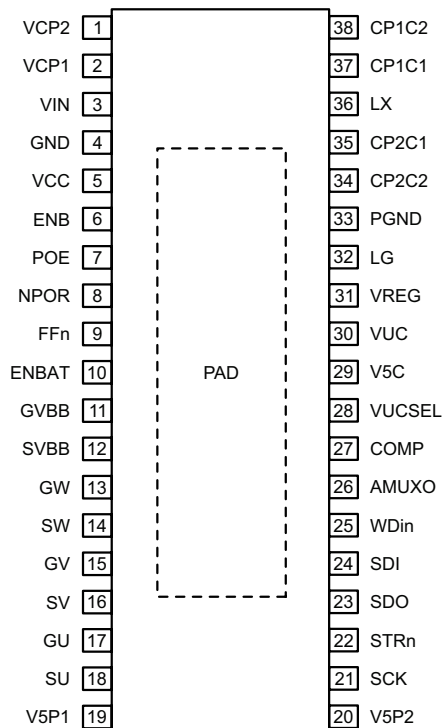 VCP2 1 38 CP1C2
VCP1 2 37 CP1C1
VIN 3 36 LX
GND 4 35 CP2C1
VCC 5 34 CP2C2
ENB 6 33 PGND
POE 7 32 LG
NPOR 8 31 VREG
FFn 9 30 VUC
ENBAT 10 PAD 29 V5C
GVBB 11 28 VUCSEL
SVBB 12 27 COMP
GW 13 26 AMUXO
SW 14 25 WDin
GV 15 24 SDI
SV 16 23 SDO
GU 17 22 STRn
SU 18 21 SCK
V5P1 19 20 V5P2